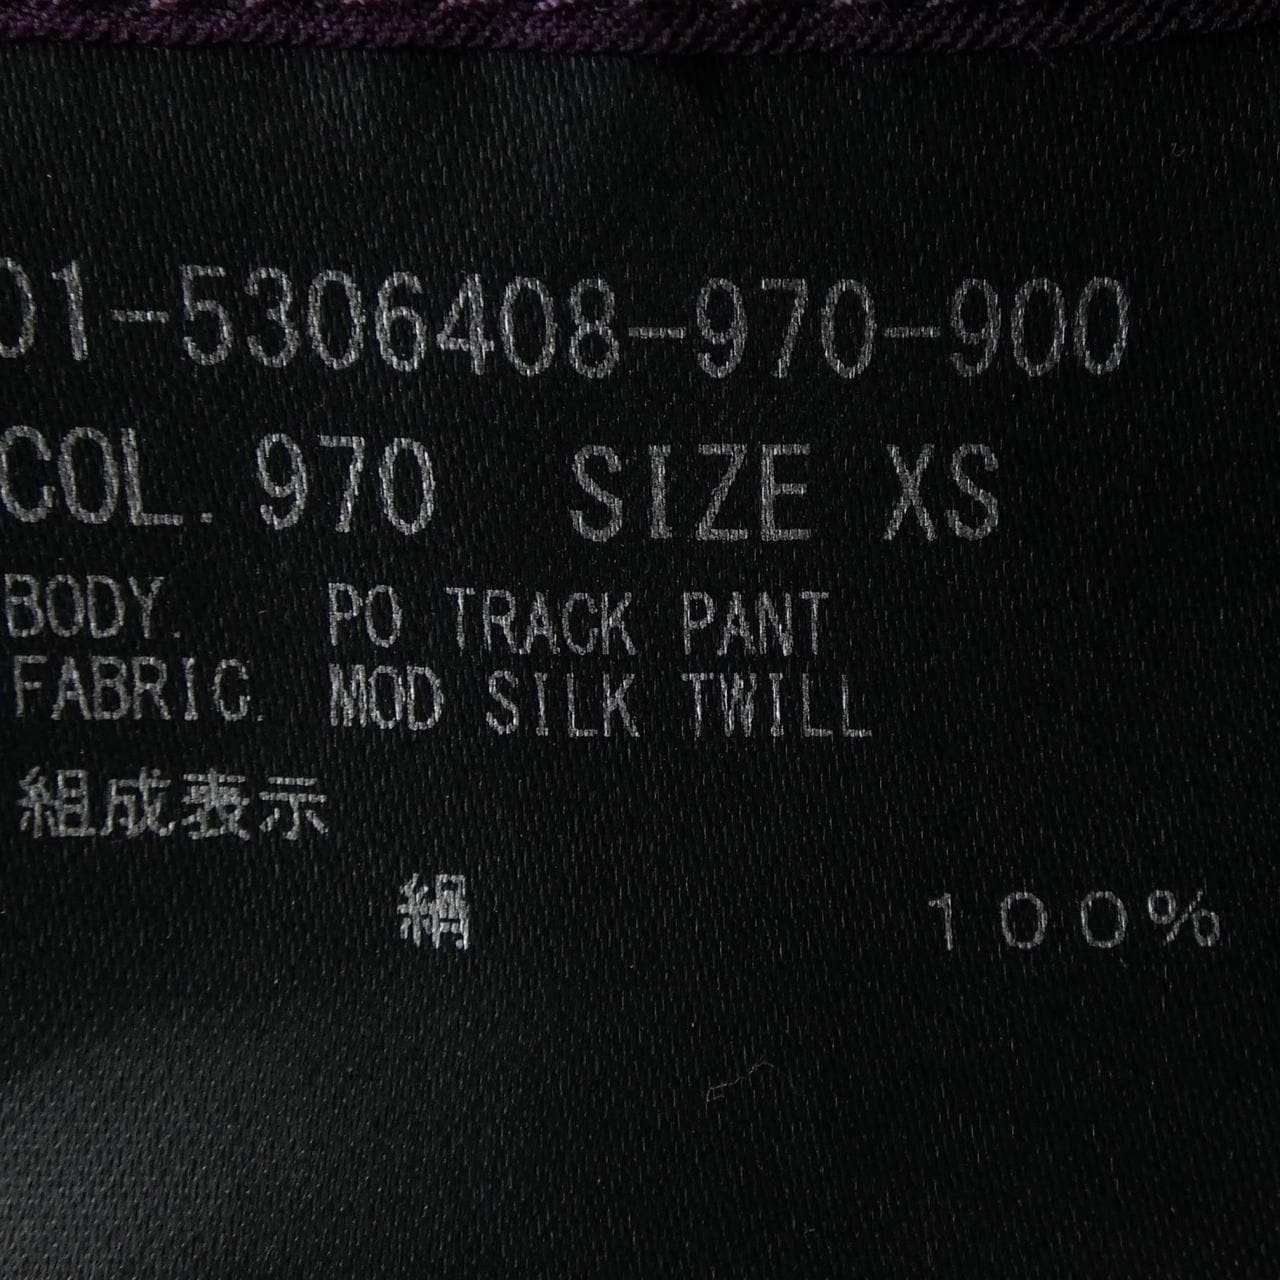 01-5306408-970-900
COL. 970 SIZE XS
BODY. PO TRACK PANT
FABRIC. MOD SILK TWILL
組成表示
絹 100%